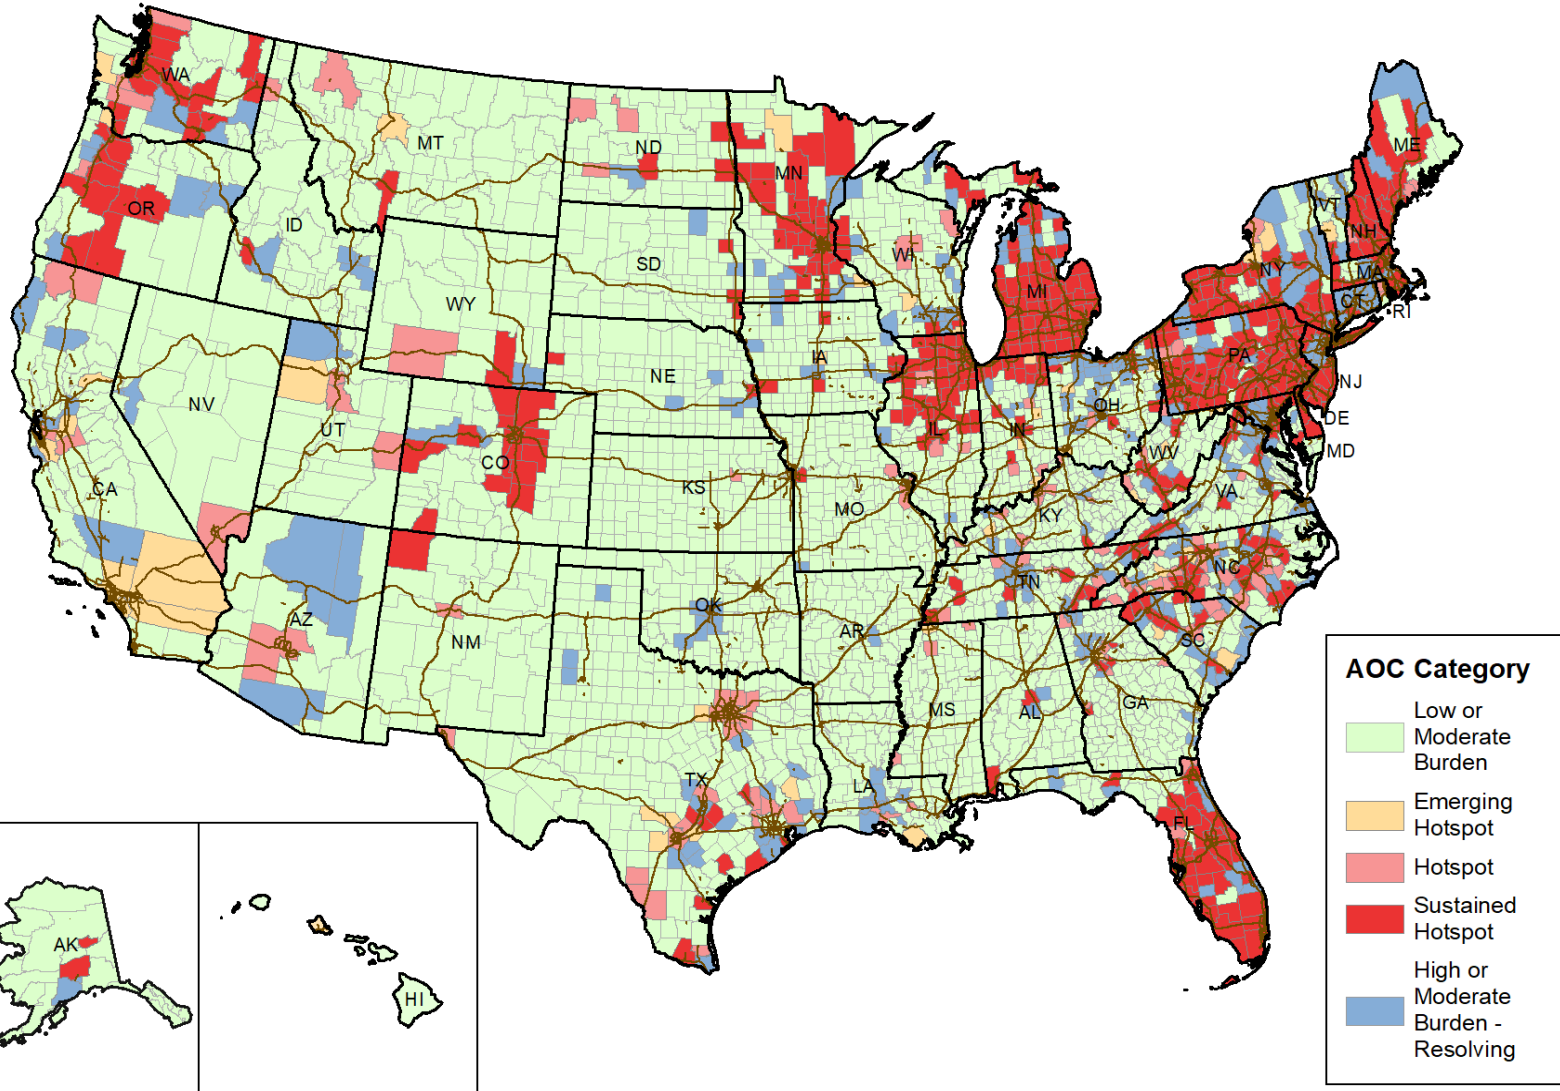 WA
MT
ND
MN
ME
OR
ID
SD
WI
VT
NH
WY
MI
NY
MA
CT
RI
NV
UT
NE
IA
PA
NJ
CA
CO
KS
MO
IL
IN
OH
DE
MD
WV
VA
KY
AZ
NM
OK
AR
TN
NC
SC
MS
AL
GA
TX
LA
FL
AK
HI
AOC Category
Low or
Moderate
Burden
Emerging
Hotspot
Hotspot
Sustained
Hotspot
High or
Moderate
Burden -
Resolving